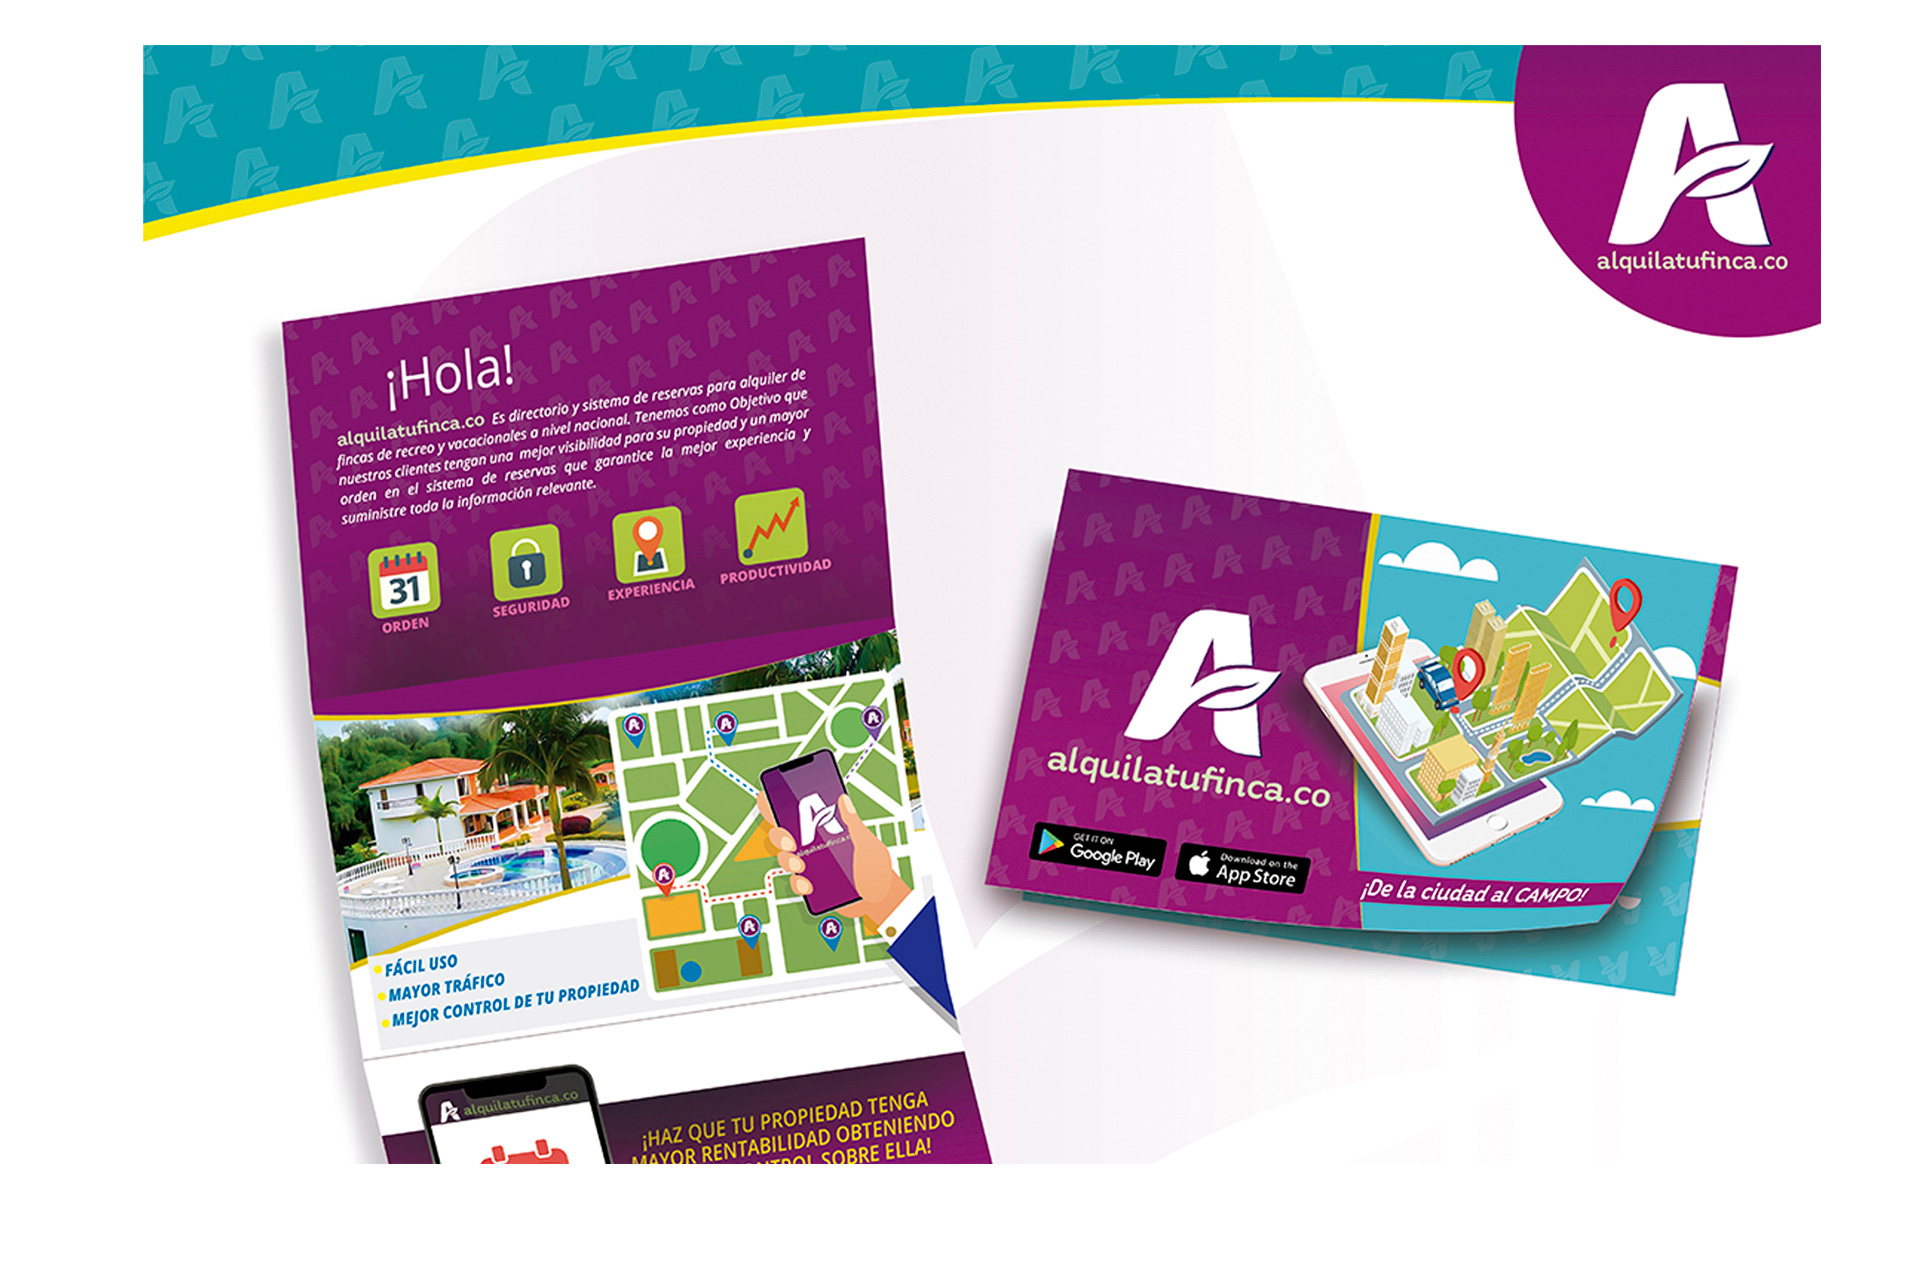 alquilatufinca.co
¡Hola!
alquilatufinca.co Es directorio y sistema de reservas para alquiler de
fincas de recreo y vacacionales a nivel nacional. Tenemos como Objetivo que
nuestros clientes tengan una mejor visibilidad para su propiedad y un mayor
orden en el sistema de reservas que garantice la mejor experiencia y
suministre toda la información relevante.
31
ORDEN
SEGURIDAD
EXPERIENCIA
PRODUCTIVIDAD
alquilatufinca.co
FÁCIL USO
MAYOR TRÁFICO
MEJOR CONTROL DE TU PROPIEDAD
alquilatufinca.co
¡HAZ QUE TU PROPIEDAD TENGA
MAYOR RENTABILIDAD OBTENIENDO
CONTROL SOBRE ELLA!
alquilatufinca.co
GET IT ON
Google Play
Download on the
App Store
¡De la ciudad al CAMPO!